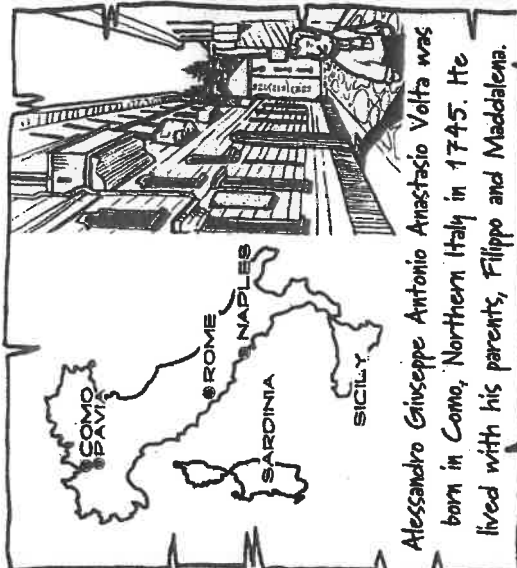 COMO
PAVIA
ROME
NAPLES
SARDINIA
SICILY
Alessandro Giuseppe Antonio Anastasio Volta was
born in Como, Northern Italy in 1745. He
lived with his parents, Filippo and Maddalena.